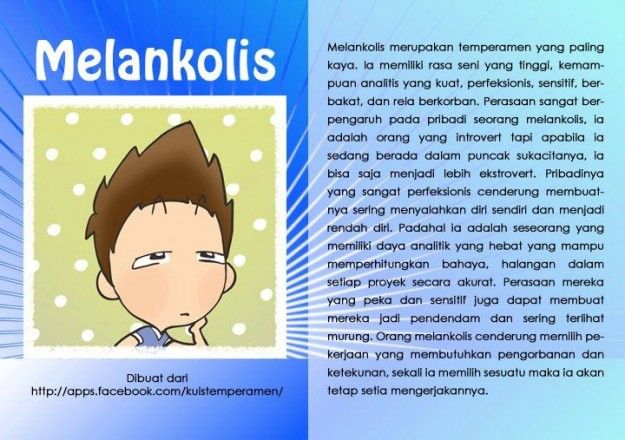 Melankolis
Dibuat dari
http://apps.facebook.com/kuistemperamen/
Melankolis merupakan temperamen yang paling
kaya. Ia memiliki rasa seni yang tinggi, kemam-
puan analitis yang kuat, perfeksionis, sensitif, ber-
bakat, dan rela berkorban. Perasaan sangat ber-
pengaruh pada pribadi seorang melankolis, ia
adalah orang yang introvert tapi apabila ia
sedang berada dalam puncak sukacitanya, ia
bisa saja menjadi lebih ekstrovert. Pribadinya
yang sangat perfeksionis cenderung membuat-
nya sering menyalahkan diri sendiri dan menjadi
rendah diri. Padahal ia adalah seseorang yang
memiliki daya analitik yang hebat yang mampu
memperhitungkan bahaya, halangan dalam
setiap proyek secara akurat. Perasaan mereka
yang peka dan sensitif juga dapat membuat
mereka jadi pendendam dan sering terlihat
murung. Orang melankolis cenderung memilih pe-
kerjaan yang membutuhkan pengorbanan dan
ketekunan, sekali ia memilih sesuatu maka ia akan
tetap setia mengerjakannya.